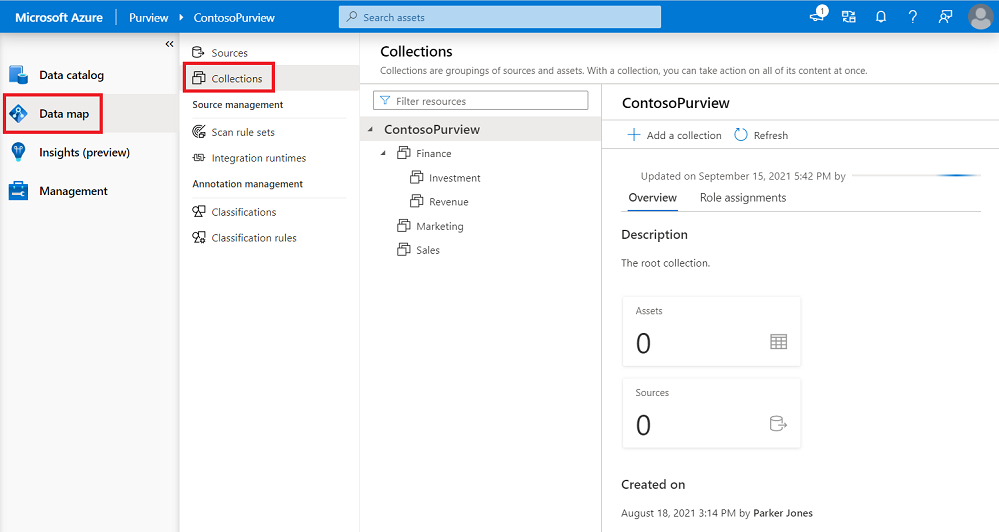 Microsoft Azure
Purview
ContosoPurview
Search assets
1
Data catalog
Data map
Insights (preview)
Management
Sources
Collections
Source management
Scan rule sets
Integration runtimes
Annotation management
Classifications
Classification rules
Collections
Collections are groupings of sources and assets. With a collection, you can take action on all of its content at once.
Filter resources
ContosoPurview
Finance
Investment
Revenue
Marketing
Sales
ContosoPurview
Add a collection
Refresh
Updated on September 15, 2021 5:42 PM by
Overview
Role assignments
Description
The root collection.
Assets
0
Sources
0
Created on
August 18, 2021 3:14 PM by Parker Jones